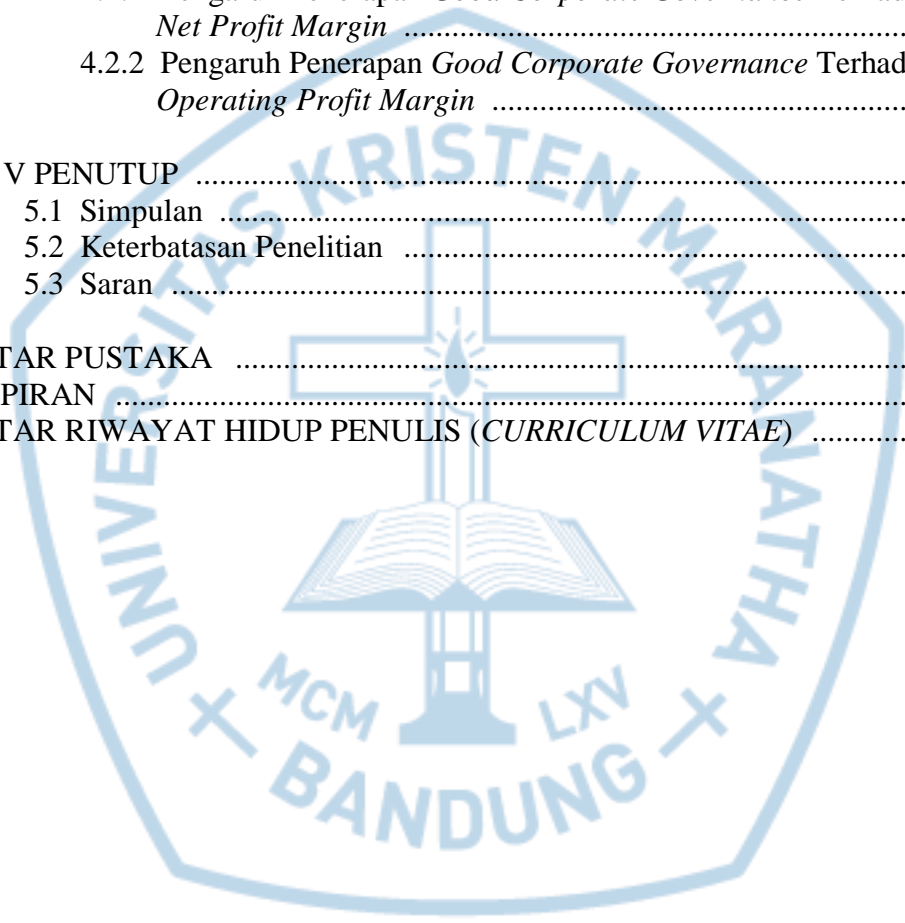 Net Profit Margin ........................................................
4.2.2 Pengaruh Penerapan Good Corporate Governance Terhad
Operating Profit Margin ....................................................
V PENUTUP ........................................................
5.1 Simpulan ........................................................
5.2 Keterbatasan Penelitian ........................................................
5.3 Saran ........................................................
TAR PUSTAKA ........................................................
PIRAN ........................................................
TAR RIWAYAT HIDUP PENULIS (CURRICULUM VITAE) ............
UNIVERSITAS KRISTEN MARANATHA
MCM LXV
BANDUNG